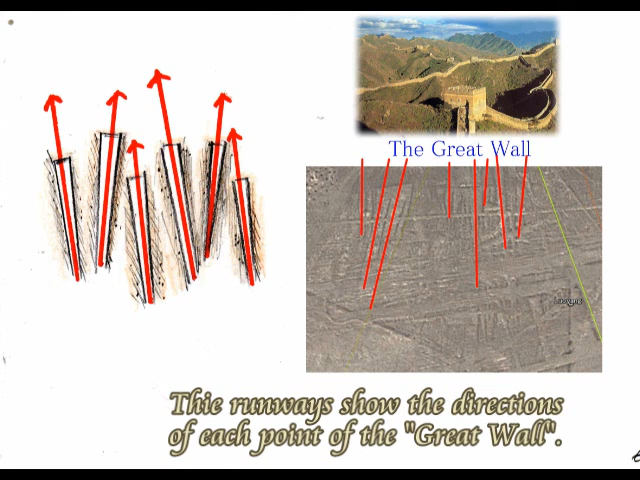 The Great Wall
Thie runways show the directions
of each point of the "Great Wall".